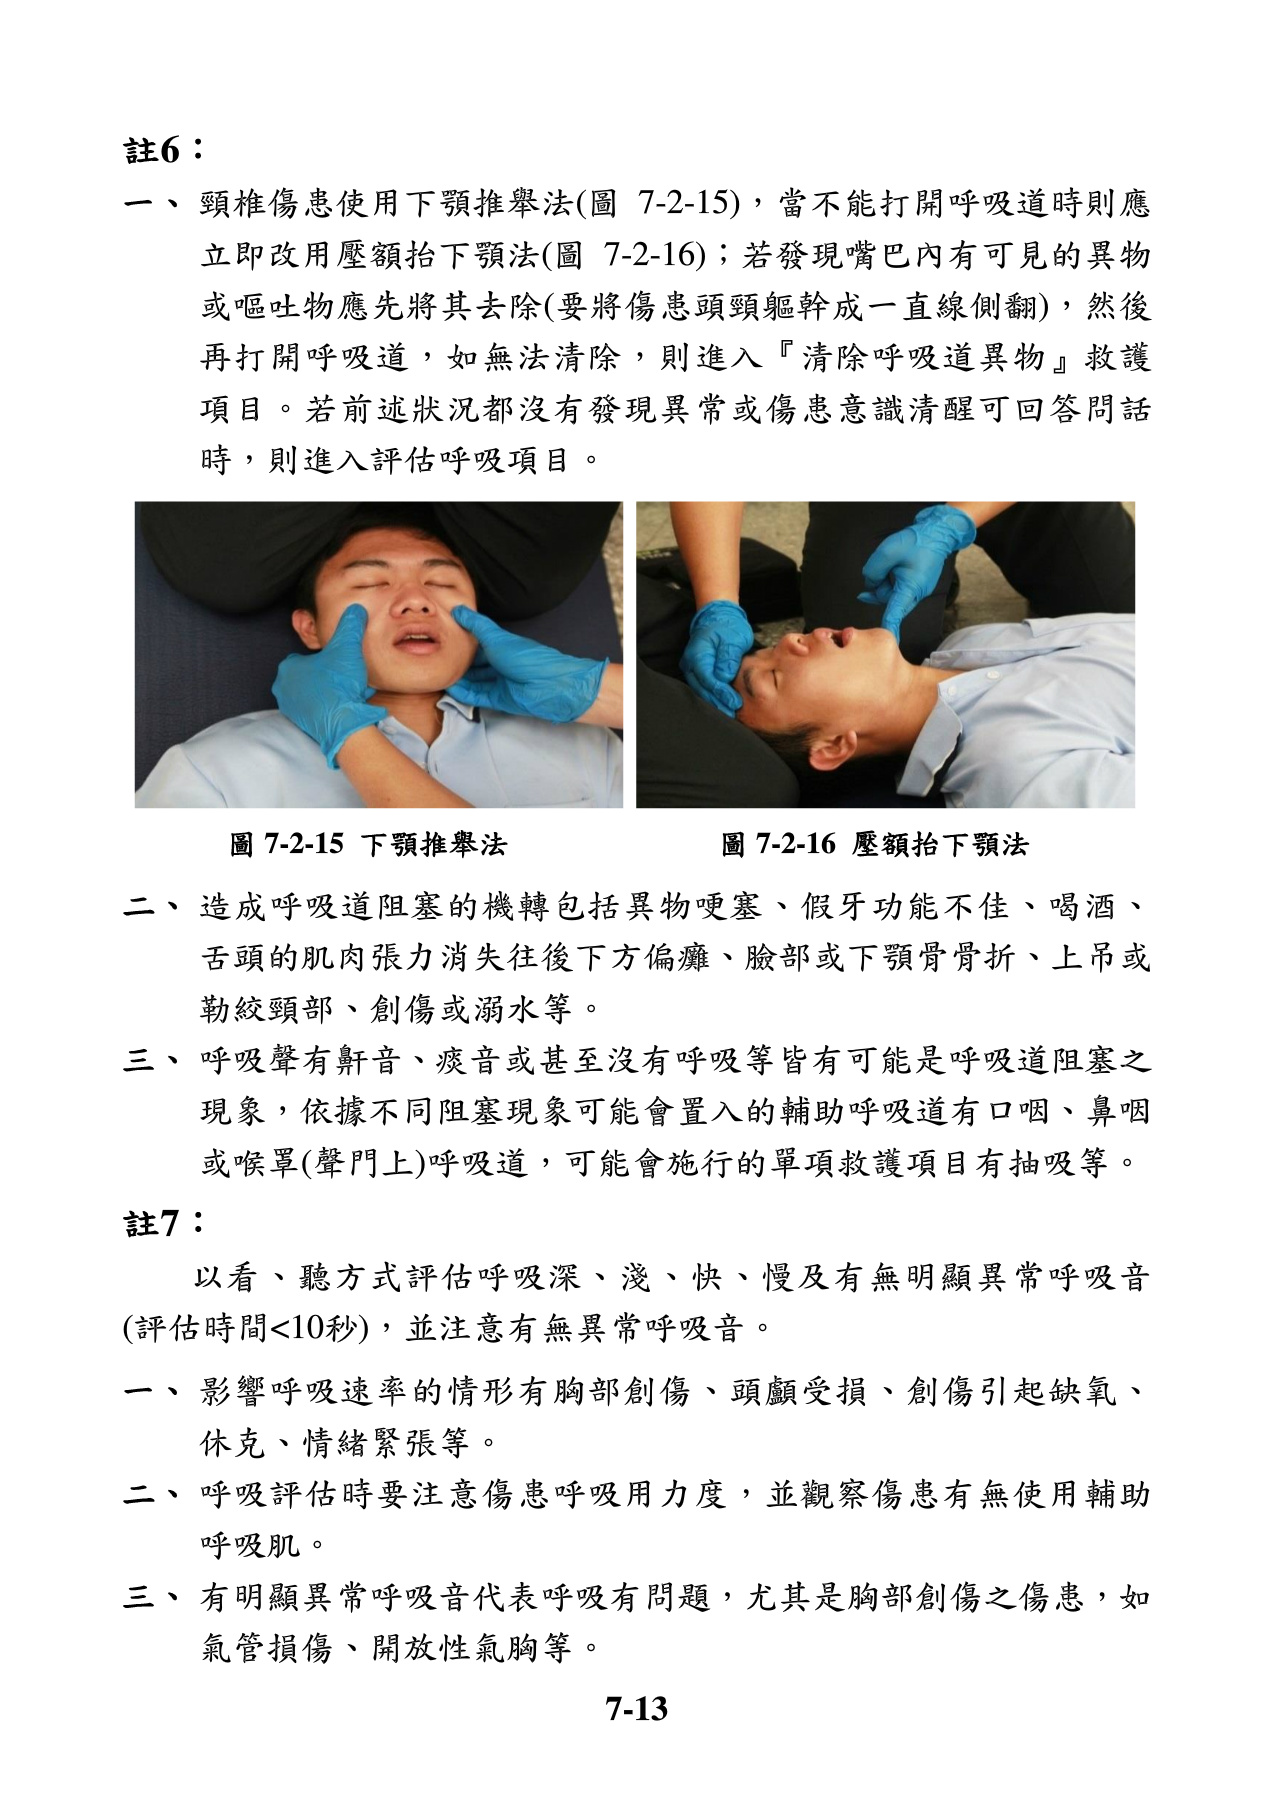 註6：
一、 頸椎傷患使用下顎推舉法(圖 7-2-15)，當不能打開呼吸道時則應
立即改用壓額抬下顎法(圖 7-2-16)；若發現嘴巴內有可見的異物
或嘔吐物應先將其去除(要將傷患頭頸軀幹成一直線側翻)，然後
再打開呼吸道，如無法清除，則進入『清除呼吸道異物』救護
項目。若前述狀況都沒有發現異常或傷患意識清醒可回答問話
時，則進入評估呼吸項目。
圖 7-2-15 下顎推舉法
圖 7-2-16 壓額抬下顎法
二、 造成呼吸道阻塞的機轉包括異物哽塞、假牙功能不佳、喝酒、
舌頭的肌肉張力消失往後下方偏癱、臉部或下顎骨骨折、上吊或
勒絞頸部、創傷或溺水等。
三、 呼吸聲有鼾音、痰音或甚至沒有呼吸等皆有可能是呼吸道阻塞之
現象，依據不同阻塞現象可能會置入的輔助呼吸道有口咽、鼻咽
或喉罩(聲門上)呼吸道，可能會施行的單項救護項目有抽吸等。
註7：
以看、聽方式評估呼吸深、淺、快、慢及有無明顯異常呼吸音
(評估時間<10秒)，並注意有無異常呼吸音。
一、 影響呼吸速率的情形有胸部創傷、頭顱受損、創傷引起缺氧、
休克、情緒緊張等。
二、 呼吸評估時要注意傷患呼吸用力度，並觀察傷患有無使用輔助
呼吸肌。
三、 有明顯異常呼吸音代表呼吸有問題，尤其是胸部創傷之傷患，如
氣管損傷、開放性氣胸等。
7-13